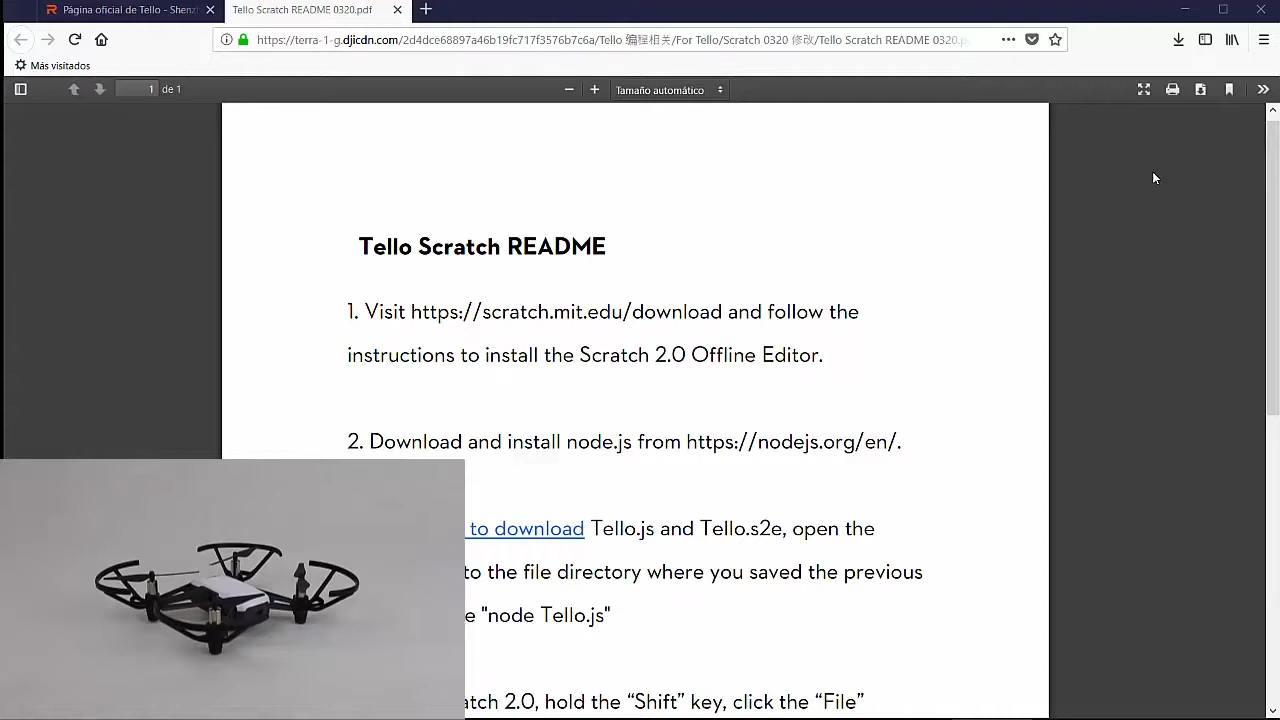 Página oficial de Tello - Shenz
Tello Scratch README 0320.pdf
https://terra-1-g.djicdn.com/2d4dce68897a46b19fc717f3576b7c6a/Tello 编程相关/For Tello/Scratch 0320 修改/Tello Scratch README 0320.p
Más visitados
1 de 1
Tamaño automático
Tello Scratch README
1. Visit https://scratch.mit.edu/download and follow the
instructions to install the Scratch 2.0 Offline Editor.
2. Download and install node.js from https://nodejs.org/en/.
to download Tello.js and Tello.s2e, open the
to the file directory where you saved the previous
e "node Tello.js"
atch 2.0, hold the “Shift” key, click the “File”